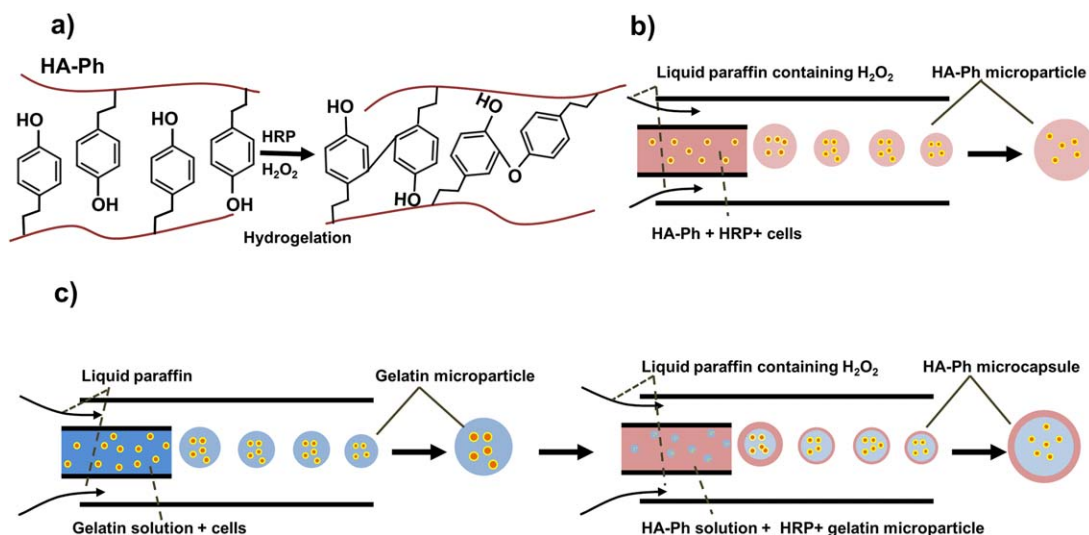 a)
HA-Ph
HO
HO
OH
OH
HRP
H₂O₂
HO
HO
HO
O
Hydrogelation
b)
Liquid paraffin containing H₂O₂
HA-Ph microparticle
HA-Ph + HRP+ cells
c)
Liquid paraffin
Gelatin microparticle
Gelatin solution + cells
Liquid paraffin containing H₂O₂
HA-Ph microcapsule
HA-Ph solution + HRP+ gelatin microparticle